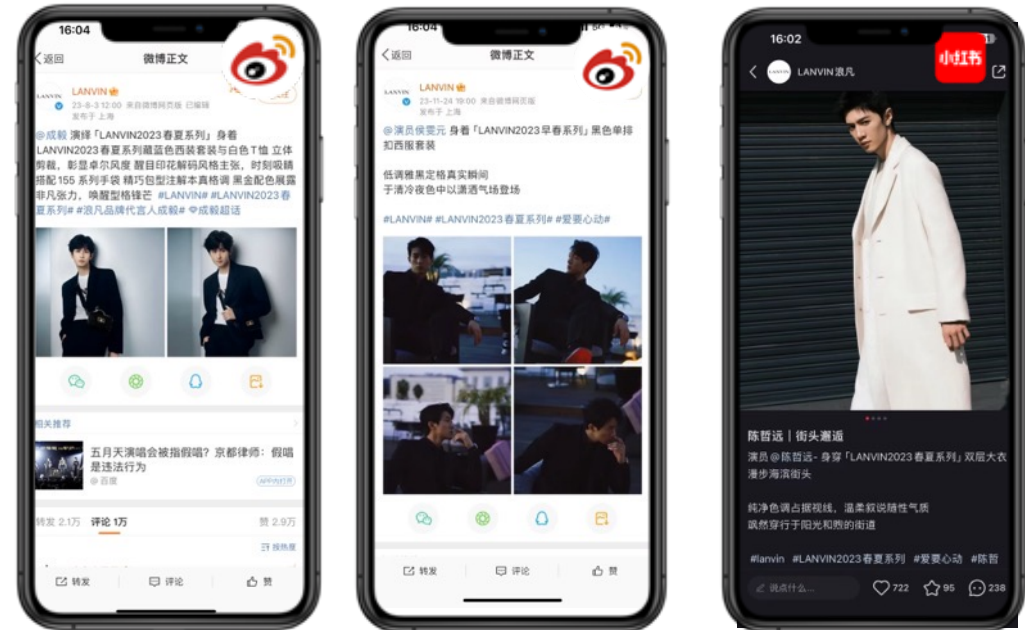 16:04
返回
微博正文
LANVIN
LANVIN
23-8-3 12:00 来自微博网页版 已编辑
发布于 上海
@成毅 演绎「LANVIN2023春夏系列」身着
LANVIN2023春夏系列藏蓝色西装套装与白色T恤 立体
剪裁,彰显卓尔风度 醒目印花解码风格主张,时刻吸睛
搭配155 系列手袋 精巧包型注解本真格调 黑金配色展露
非凡张力,唤醒型格锋芒 #LANVIN# #LANVIN2023春
夏系列# #浪凡品牌代言人成毅# 成毅超话
相关推荐
五月天演唱会被指假唱?京都律师:假唱
是违法行为
@百度
APP内打开
转发 2.1万 评论 1万 赞 2.9万
按热度
转发 评论 赞
16:04
返回
微博正文
LANVIN
LANVIN
23-11-24 19:00 来自微博网页版
发布于 上海
@演员侯雯元 身着「LANVIN2023早春系列」黑色单排
扣西服套装
低调雅黑定格真实瞬间
于清冷夜色中以潇洒气场登场
#LANVIN# #LANVIN2023春夏系列# #爱要心动#
转发 评论 赞
16:02
小红书
LANVIN
LANVIN浪凡
陈哲远|街头邂逅
演员@陈哲远- 身穿「LANVIN2023春夏系列」双层大衣
漫步海滨街头
纯净色调占据视线,温柔叙说随性气质
飒然穿行于阳光和煦的街道
#lanvin #LANVIN2023春夏系列 #爱要心动 #陈哲
说点什么...
722 95 238